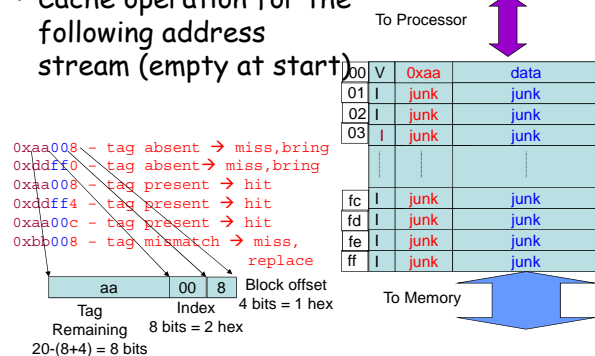 • Cache operation for the
following address
stream (empty at start)
0xaa008 – tag absent → miss,bring
0xddff0 – tag absent→ miss,bring
0xaa008 – tag present → hit
0xddff4 – tag present → hit
0xaa00c – tag present → hit
0xbb008 – tag mismatch → miss,
replace
aa 00 8
Tag
Remaining
20-(8+4) = 8 bits
Index
8 bits = 2 hex
Block offset
4 bits = 1 hex
To Processor
00 V 0xaa data
01 I junk junk
02 I junk junk
03 I junk junk
fc I junk junk
fd I junk junk
fe I junk junk
ff I junk junk
To Memory